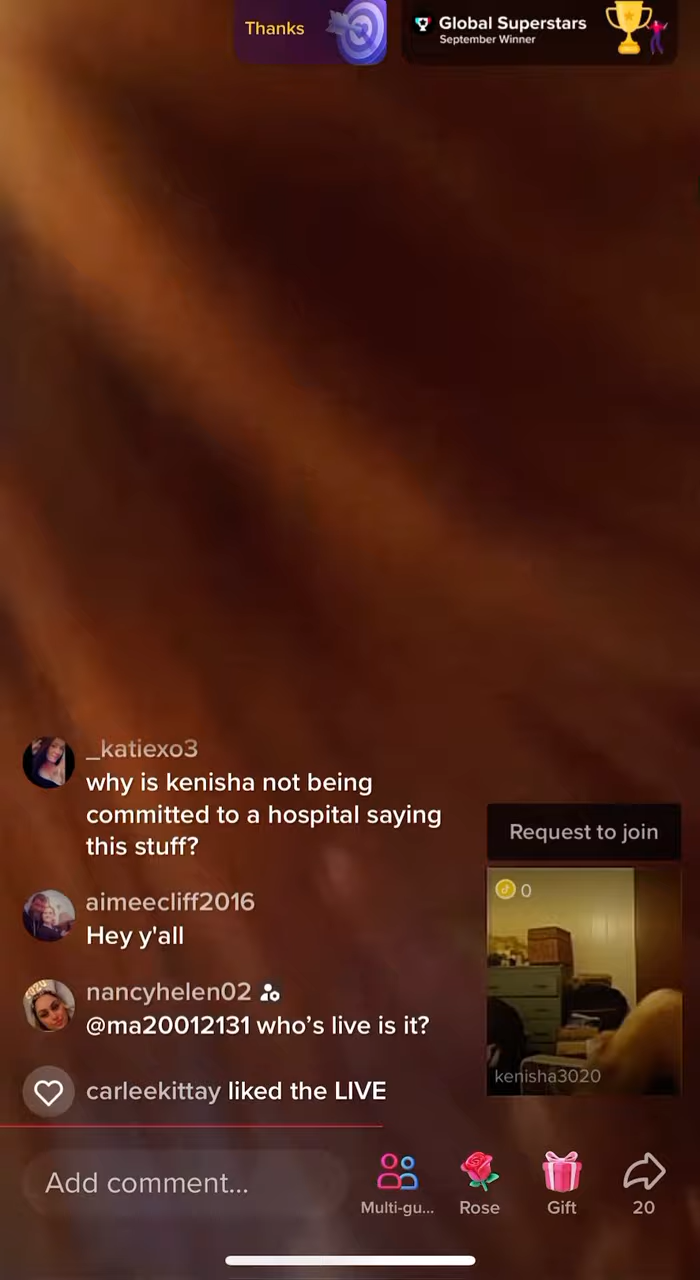 Thanks
Global Superstars
September Winner
_katiexo3
why is kenisha not being
committed to a hospital saying
this stuff?
aimeecliff2016
Hey y'all
nancyhelen02
@ma20012131 who's live is it?
carleekittay liked the LIVE
Request to join
0
kenisha3020
Add comment...
Multi-gu...
Rose
Gift
20